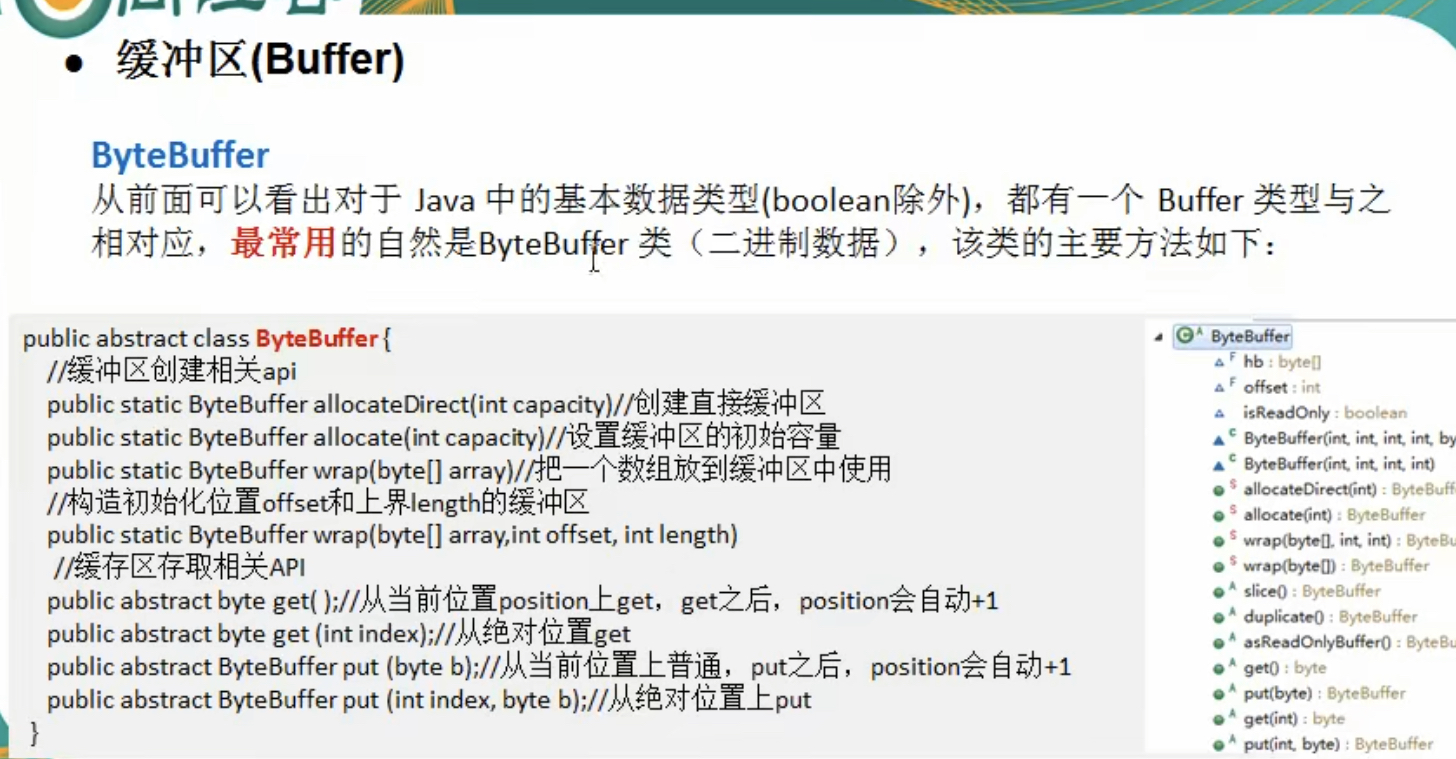 ● 缓冲区(Buffer)
ByteBuffer
从前面可以看出对于 Java 中的基本数据类型(boolean除外)，都有一个 Buffer 类型与之
相对应，最常用的自然是ByteBuffer 类（二进制数据），该类的主要方法如下：
public abstract class ByteBuffer {
//缓冲区创建相关api
public static ByteBuffer allocateDirect(int capacity)//创建直接缓冲区
public static ByteBuffer allocate(int capacity)//设置缓冲区的初始容量
public static ByteBuffer wrap(byte[] array)//把一个数组放到缓冲区中使用
//构造初始化位置offset和上界length的缓冲区
public static ByteBuffer wrap(byte[] array,int offset, int length)
//缓存区存取相关API
public abstract byte get( );//从当前位置position上get，get之后，position会自动+1
public abstract byte get (int index);//从绝对位置get
public abstract ByteBuffer put (byte b);//从当前位置上普通，put之后，position会自动+1
public abstract ByteBuffer put (int index, byte b);//从绝对位置上put
}
ByteBuffer
hb : byte[]
offset : int
isReadOnly : boolean
ByteBuffer(int, int, int, int, by
ByteBuffer(int, int, int, int)
allocateDirect(int) : ByteBuff
allocate(int) : ByteBuffer
wrap(byte[], int, int) : ByteBu
wrap(byte[]) : ByteBuffer
slice() : ByteBuffer
duplicate() : ByteBuffer
asReadOnlyBuffer() : ByteBu
get() : byte
put(byte) : ByteBuffer
get(int) : byte
put(int, byte) : ByteBuffer